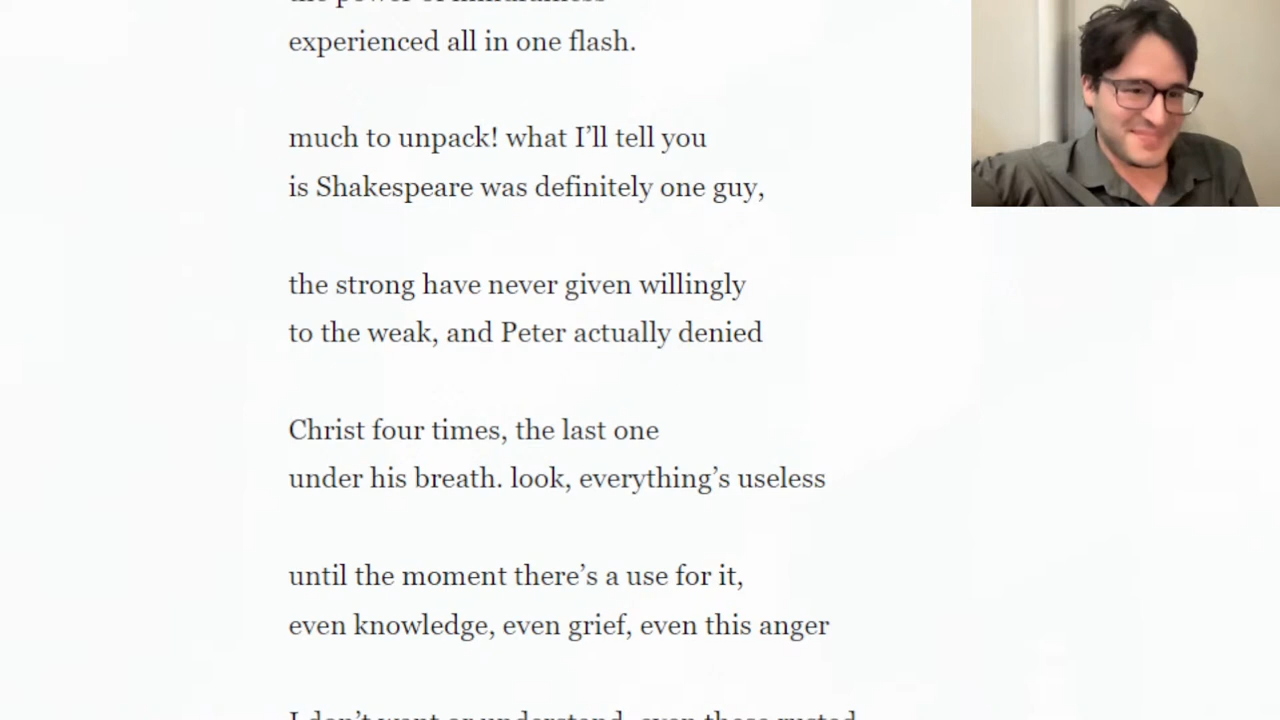 experienced all in one flash.
much to unpack! what I’ll tell you
is Shakespeare was definitely one guy,
the strong have never given willingly
to the weak, and Peter actually denied
Christ four times, the last one
under his breath. look, everything’s useless
until the moment there’s a use for it,
even knowledge, even grief, even this anger